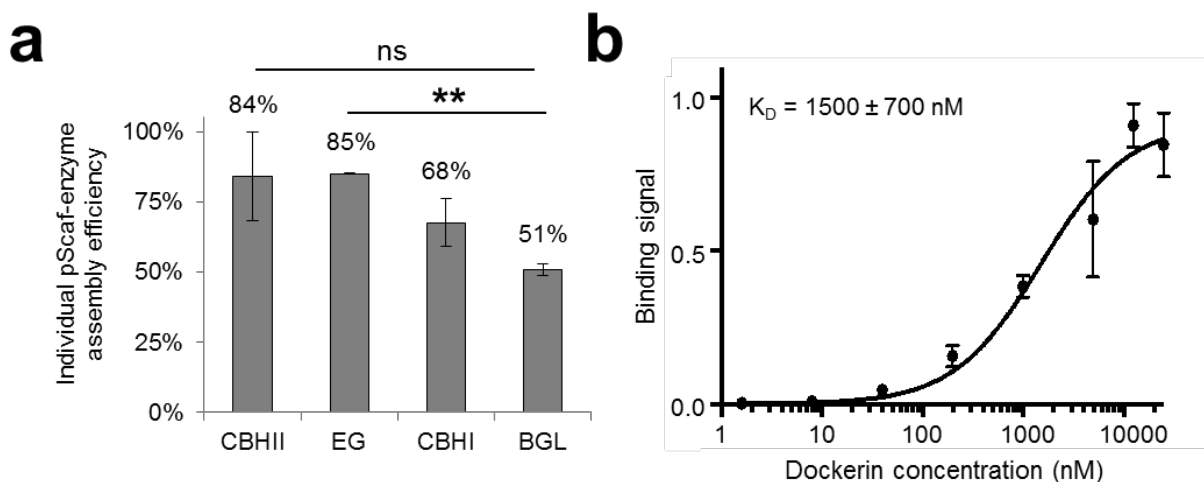 a
ns
**
84%
85%
68%
51%
100%
75%
50%
25%
0%
Individual pScaf-enzyme
assembly efficiency
CBHII EG CBHI BGL
b
K_D = 1500 ± 700 nM
1.0
0.5
0.0
Binding signal
1 10 100 1000 10000
Dockerin concentration (nM)